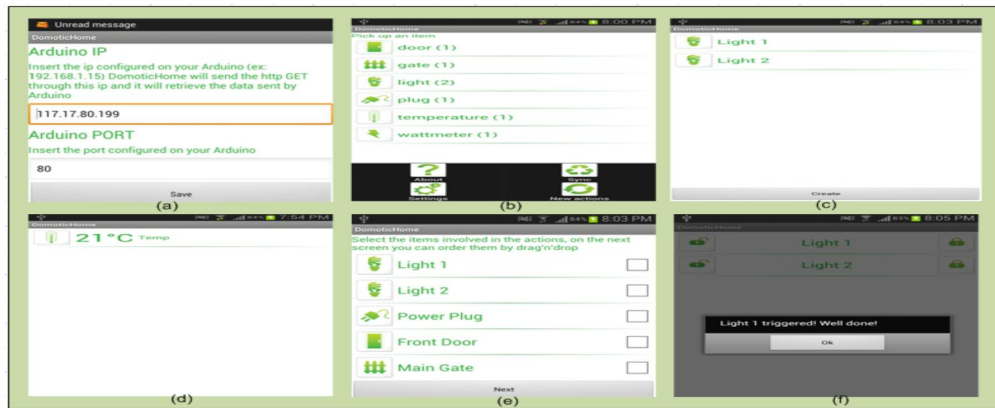 Unread message
DomoticHome
Arduino IP
Insert the ip configured on your Arduino (ex:
192.168.1.15) DomoticHome will send the http GET
through this ip and it will retrieve the data sent by
Arduino
117.17.80.199
Arduino PORT
Insert the port configured on your Arduino
80
Save
(a)
84% 8:00 PM
DomoticHome
Pick up an item
door (1)
gate (1)
light (2)
plug (1)
temperature (1)
wattmeter (1)
About
Sync
Settings
New actions
(b)
84% 8:03 PM
DomoticHome
Light 1
Light 2
Create
(c)
84% 7:54 PM
DomoticHome
21°C Temp
(d)
84% 8:03 PM
DomoticHome
Select the items involved in the actions, on the next
screen you can order them by drag'n'drop
Light 1
Light 2
Power Plug
Front Door
Main Gate
Next
(e)
83% 8:05 PM
DomoticHome
Light 1
Light 2
Light 1 triggered! Well done!
Ok
(f)